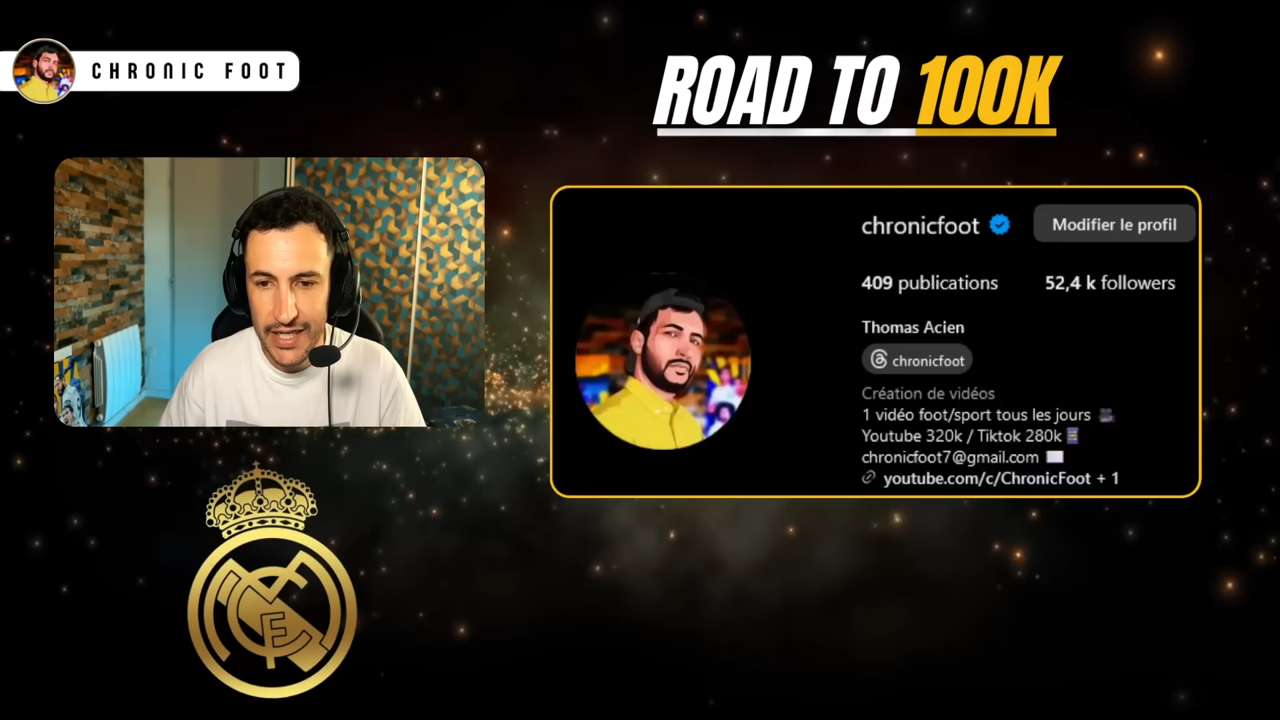 CHRONIC FOOT
ROAD TO 100K
chronicfoot
Modifier le profil
409 publications
52,4 k followers
Thomas Acien
chronicfoot
Création de vidéos
1 vidéo foot/sport tous les jours
Youtube 320k / Tiktok 280k
chronicfoot7@gmail.com
youtube.com/c/ChronicFoot + 1